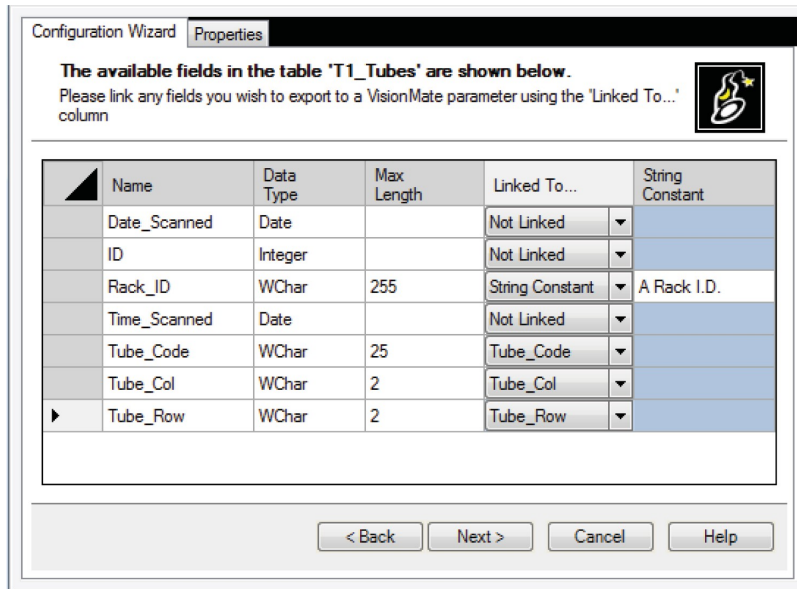 Configuration Wizard Properties
The available fields in the table 'T1_Tubes' are shown below.
Please link any fields you wish to export to a VisionMate parameter using the 'Linked To...'
column
Name Data Type Max Length Linked To... String Constant
Date_Scanned Date Not Linked
ID Integer Not Linked
Rack_ID WChar 255 String Constant A Rack I.D.
Time_Scanned Date Not Linked
Tube_Code WChar 25 Tube_Code
Tube_Col WChar 2 Tube_Col
Tube_Row WChar 2 Tube_Row
< Back Next > Cancel Help